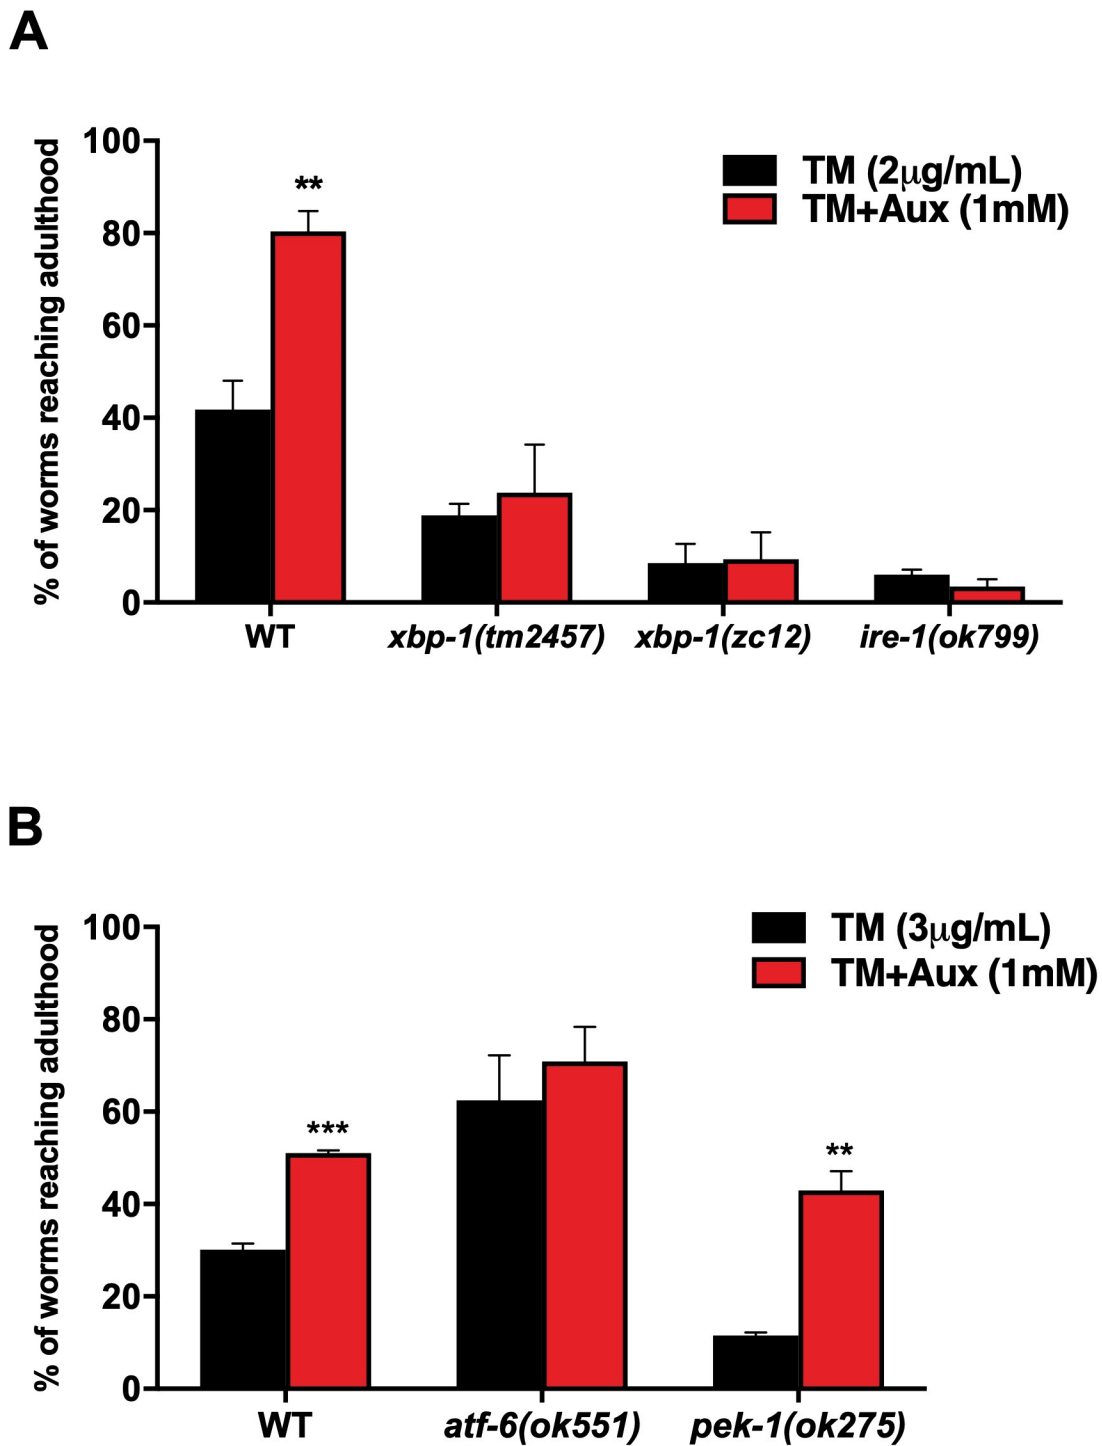 A
% of worms reaching adulthood
100
80
60
40
20
0
**
TM (2μg/mL)
TM+Aux (1mM)
WT
xbp-1(tm2457)
xbp-1(zc12)
ire-1(ok799)
B
% of worms reaching adulthood
100
80
60
40
20
0
***
**
TM (3μg/mL)
TM+Aux (1mM)
WT
atf-6(ok551)
pek-1(ok275)